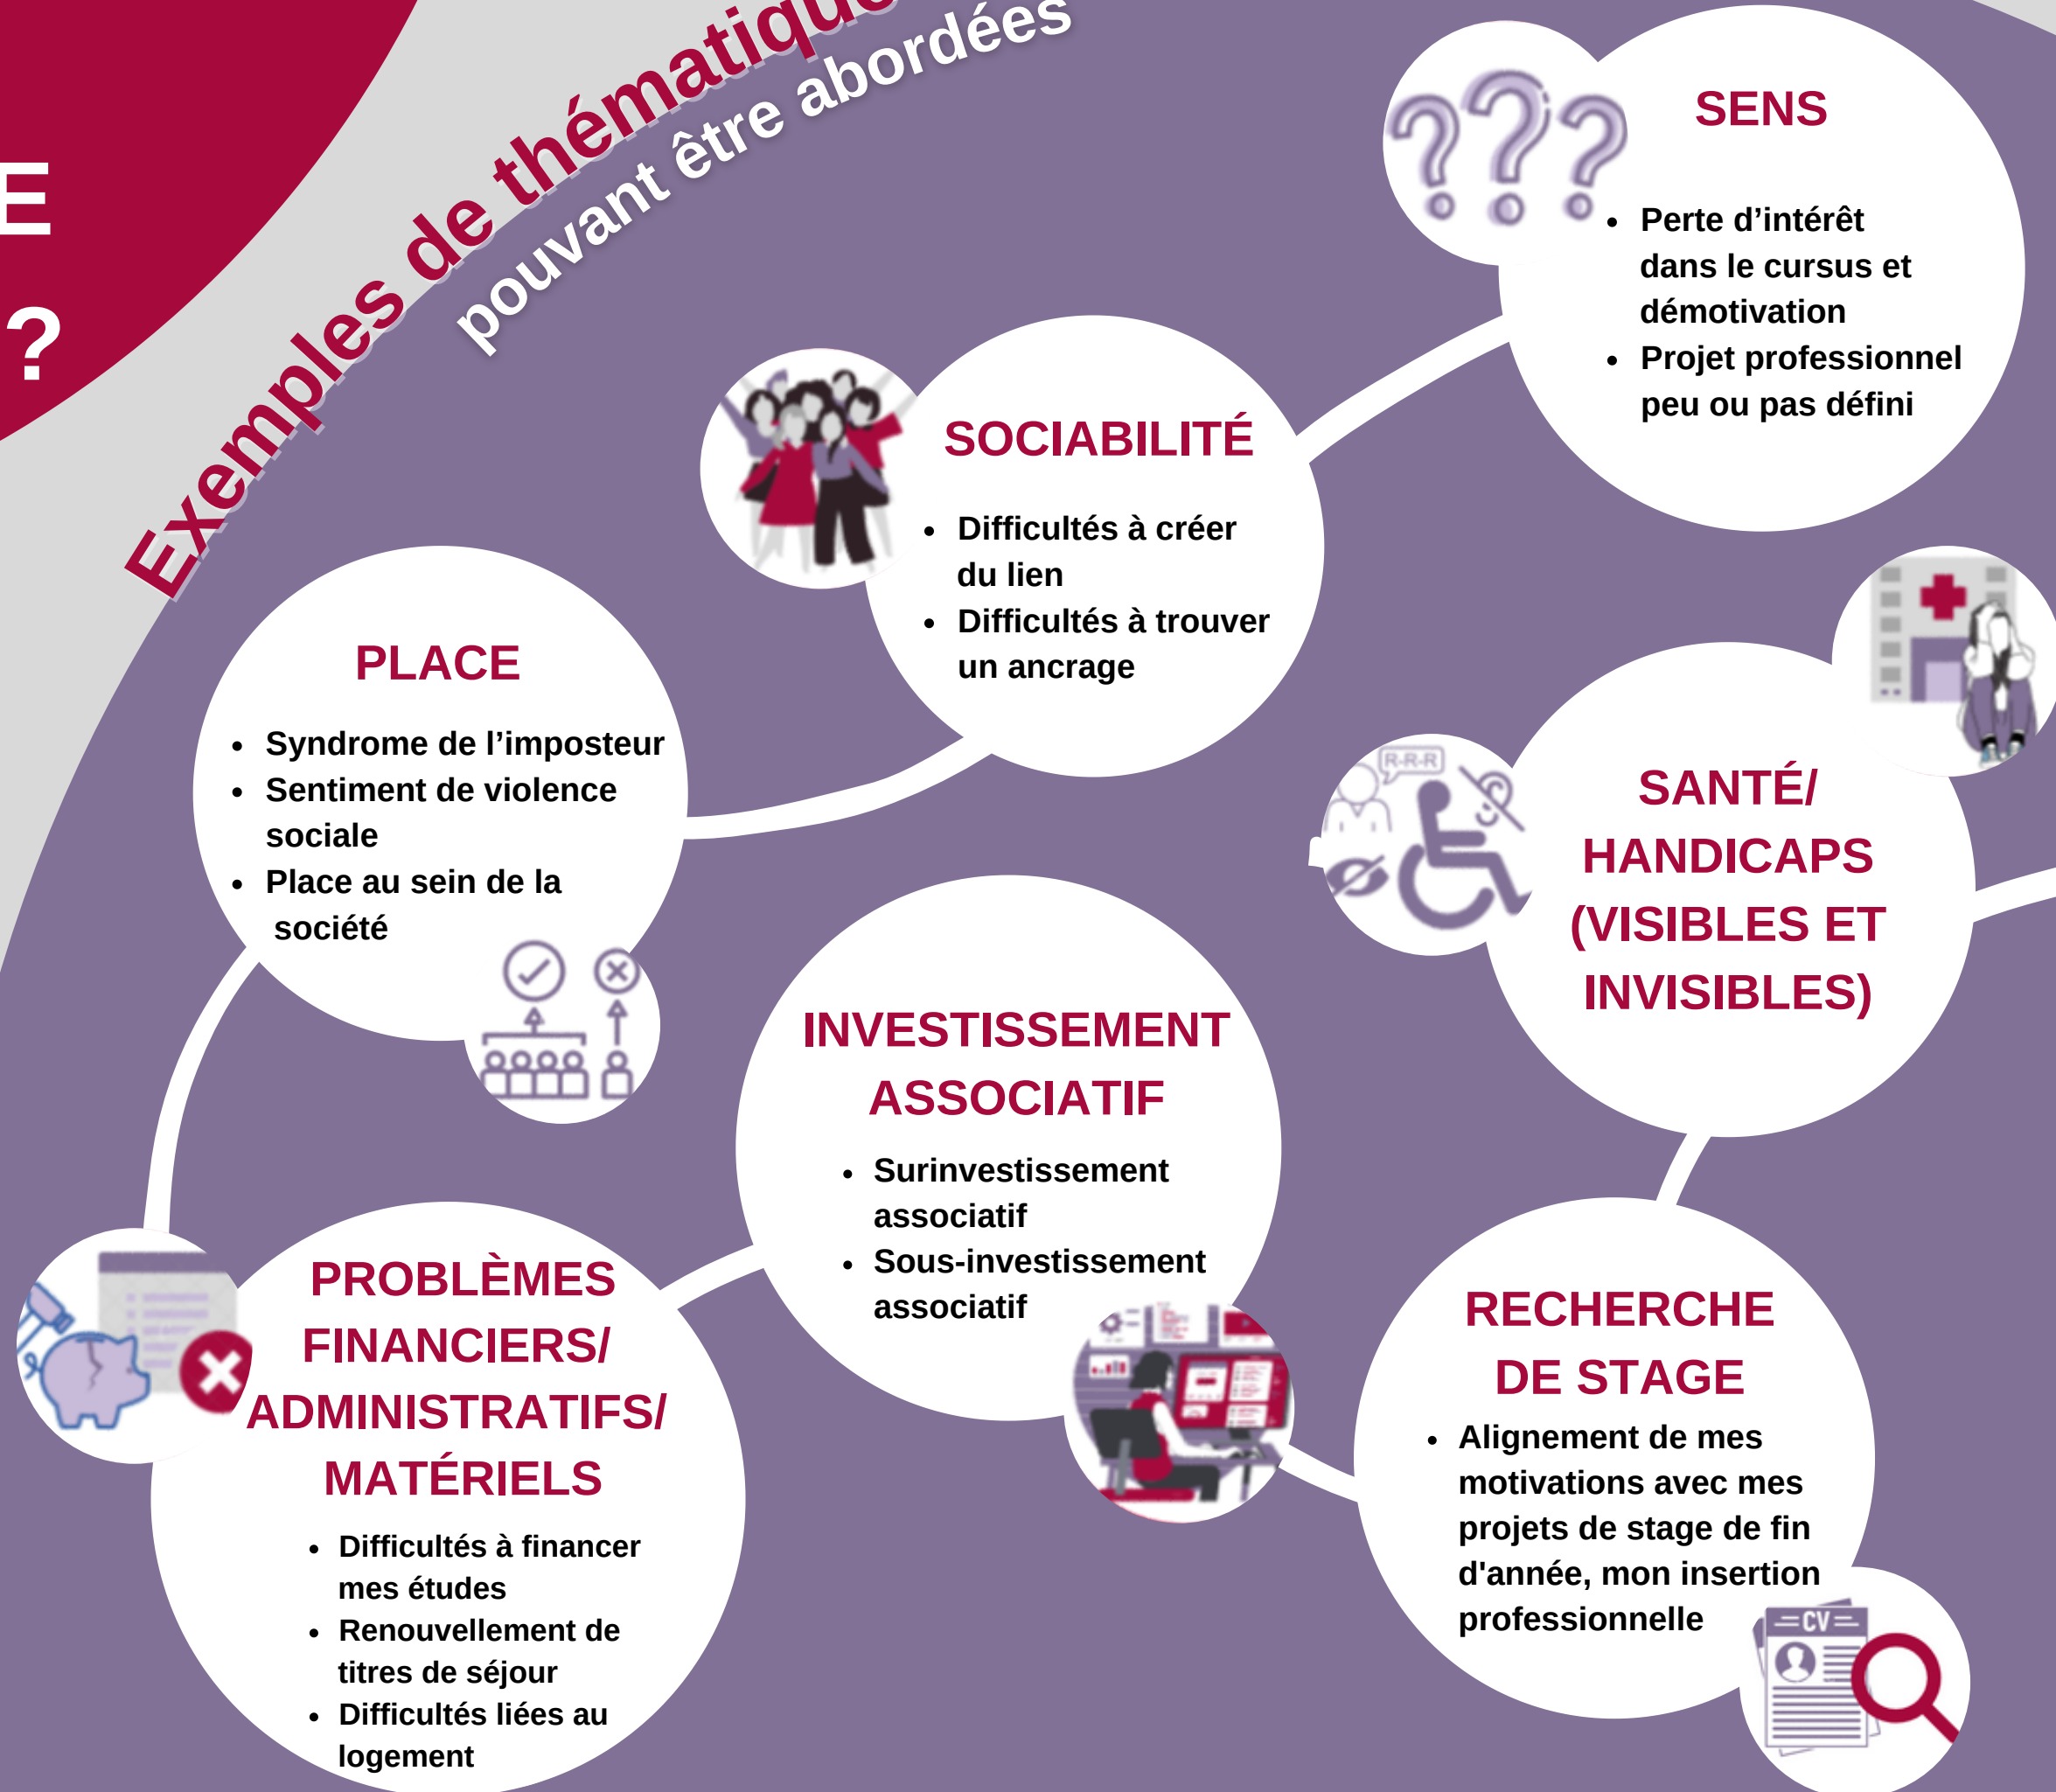 E
?
Exemples de thématique
pouvant être abordées
SENS
Perte d’intérêt
dans le cursus et
démotivation
Projet professionnel
peu ou pas défini
SOCIABILITÉ
Difficultés à créer
du lien
Difficultés à trouver
un ancrage
PLACE
Syndrome de l’imposteur
Sentiment de violence
sociale
Place au sein de la
société
R-R-R
SANTÉ/
HANDICAPS
(VISIBLES ET
INVISIBLES)
INVESTISSEMENT
ASSOCIATIF
Surinvestissement
associatif
Sous-investissement
associatif
PROBLÈMES
FINANCIERS/
ADMINISTRATIFS/
MATÉRIELS
Difficultés à financer
mes études
Renouvellement de
titres de séjour
Difficultés liées au
logement
RECHERCHE
DE STAGE
Alignement de mes
motivations avec mes
projets de stage de fin
d'année, mon insertion
professionnelle
CV